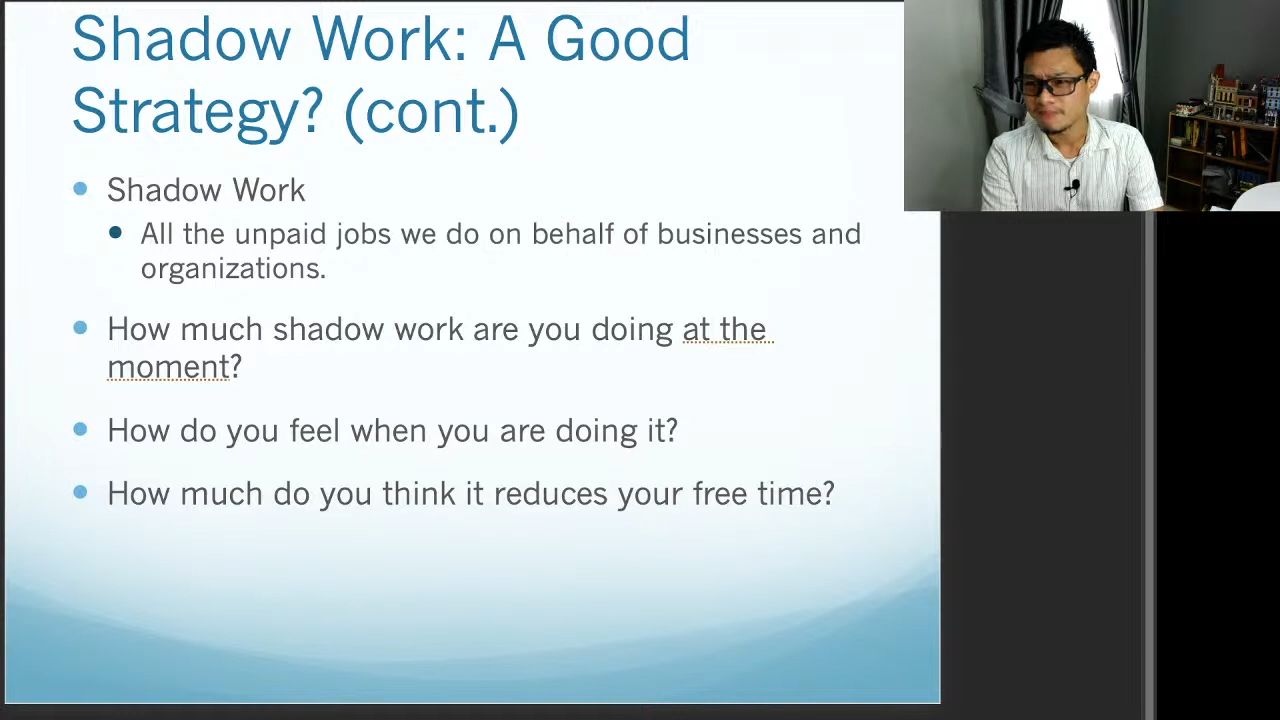 Shadow Work: A Good
Strategy? (cont.)
Shadow Work
All the unpaid jobs we do on behalf of businesses and
organizations.
How much shadow work are you doing at the
moment?
How do you feel when you are doing it?
How much do you think it reduces your free time?